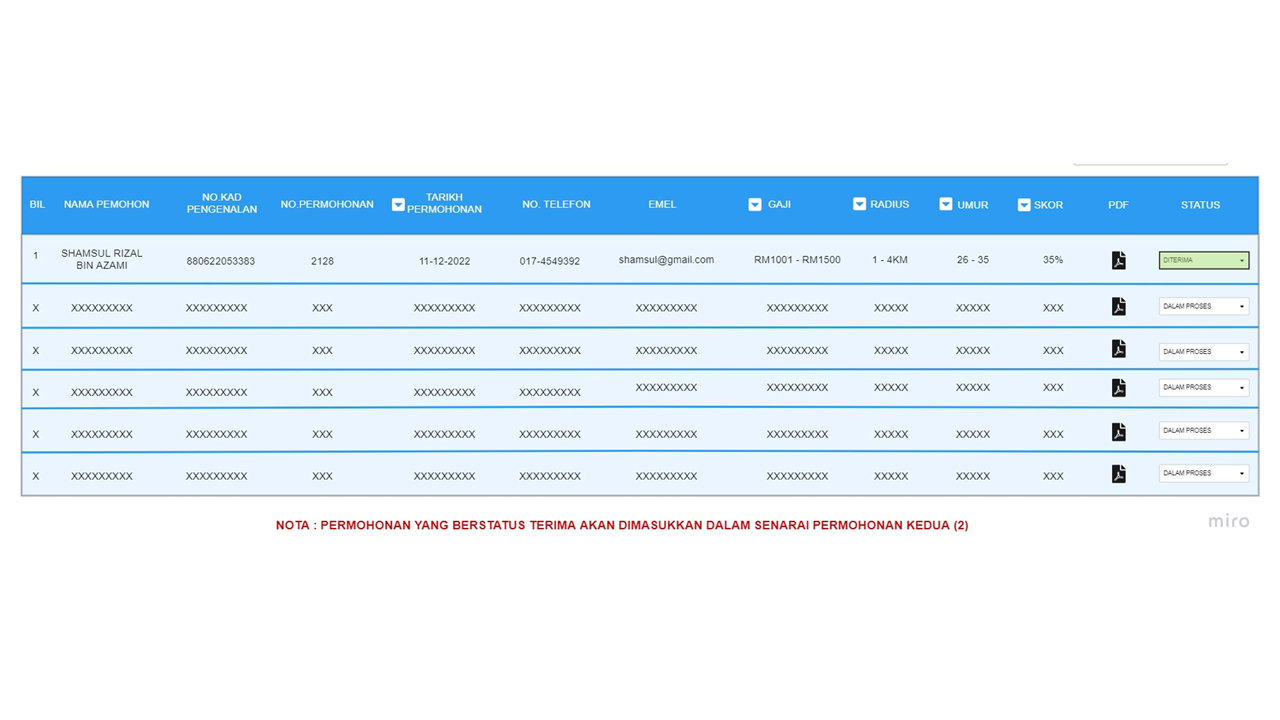 BIL NAMA PEMOHON NO.KAD PENGENALAN NO.PERMOHONAN TARIKH PERMOHONAN NO. TELEFON EMEL GAJI RADIUS UMUR SKOR PDF STATUS
1 SHAMSUL RIZAL BIN AZAMI 880622053383 2128 11-12-2022 017-4549392 shamsul@gmail.com RM1001 - RM1500 1 - 4KM 26 - 35 35% DITERIMA
X XXXXXXXXX XXXXXXXXX XXX XXXXXXXXX XXXXXXXXX XXXXXXXXX XXXXXXXXX XXXXX XXXXX XXX DALAM PROSES
X XXXXXXXXX XXXXXXXXX XXX XXXXXXXXX XXXXXXXXX XXXXXXXXX XXXXXXXXX XXXXX XXXXX XXX DALAM PROSES
X XXXXXXXXX XXXXXXXXX XXX XXXXXXXXX XXXXXXXXX XXXXXXXXX XXXXXXXXX XXXXX XXXXX XXX DALAM PROSES
X XXXXXXXXX XXXXXXXXX XXX XXXXXXXXX XXXXXXXXX XXXXXXXXX XXXXXXXXX XXXXX XXXXX XXX DALAM PROSES
X XXXXXXXXX XXXXXXXXX XXX XXXXXXXXX XXXXXXXXX XXXXXXXXX XXXXXXXXX XXXXX XXXXX XXX DALAM PROSES
NOTA : PERMOHONAN YANG BERSTATUS TERIMA AKAN DIMASUKKAN DALAM SENARAI PERMOHONAN KEDUA (2)
miro